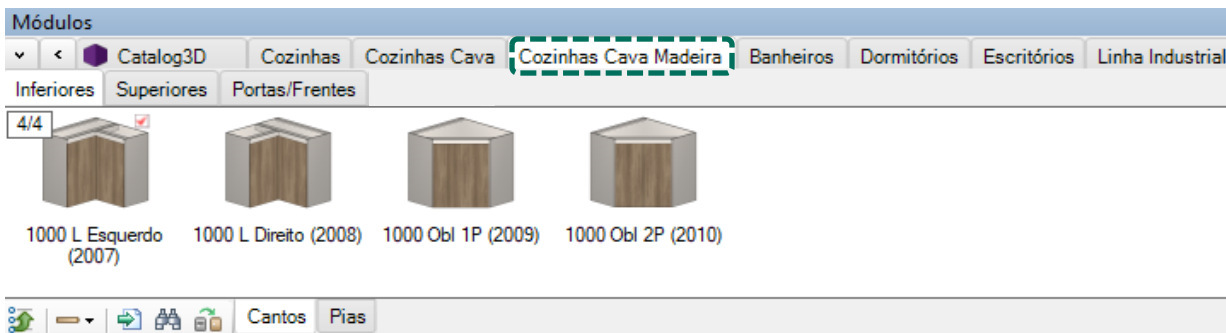 Módulos
Catalog3D Cozinhas Cozinhas Cava Cozinhas Cava Madeira Banheiros Dormitórios Escritórios Linha Industrial
Inferiores Superiores Portas/Frentes
4/4
1000 L Esquerdo (2007)
1000 L Direito (2008)
1000 Obl 1P (2009)
1000 Obl 2P (2010)
Cantos Pias